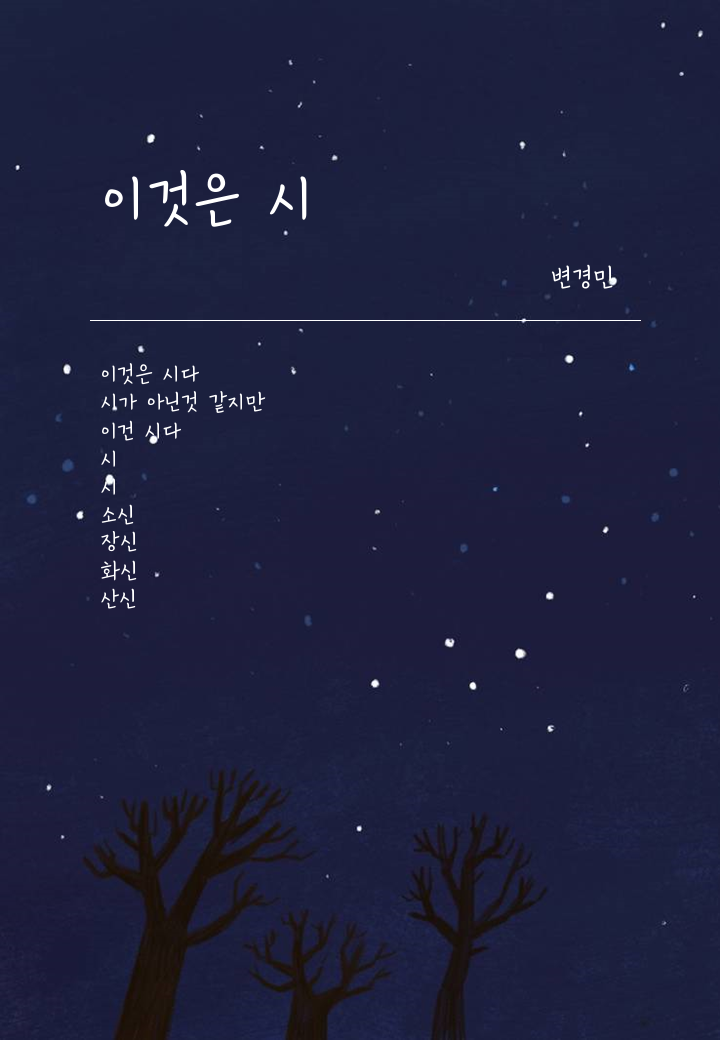 이것은 시
변경민
이것은 시다
시가 아닌것 같지만
이건 시다
시
시
소신
장신
화신
산신